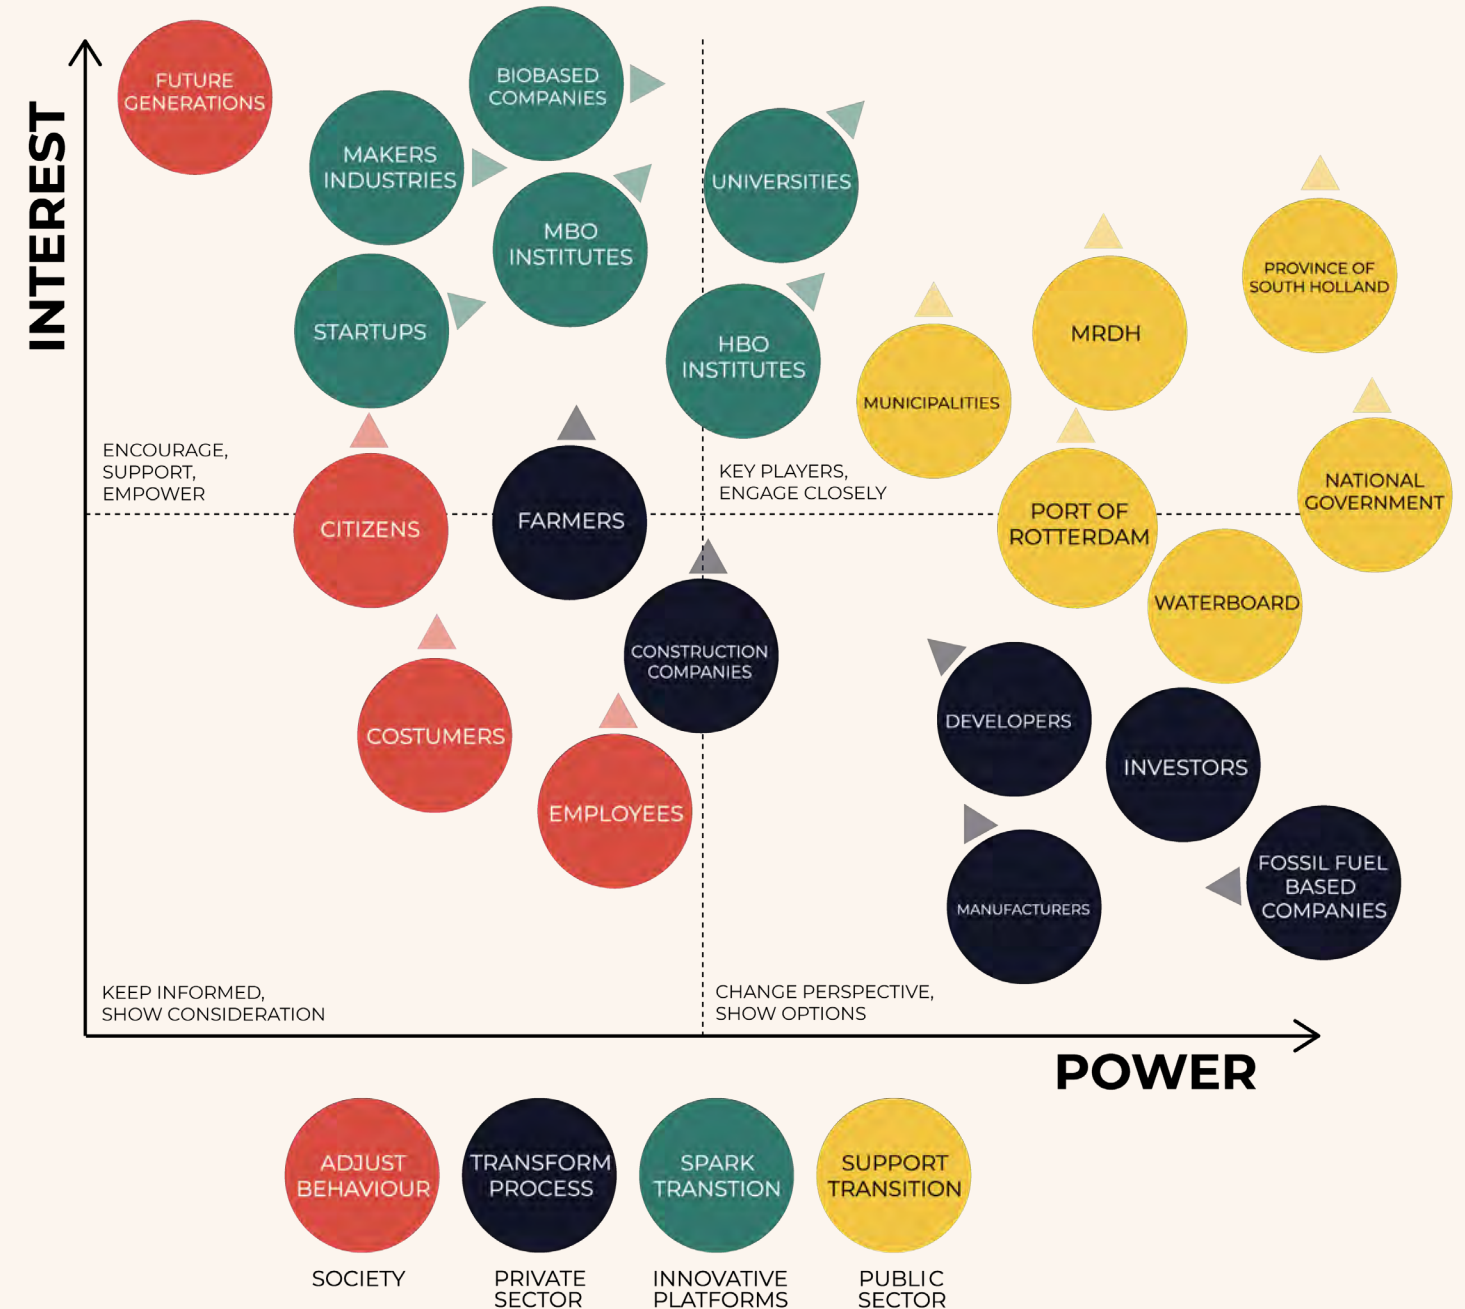 INTEREST
FUTURE
GENERATIONS
BIOBASED
COMPANIES
MAKERS
INDUSTRIES
MBO
INSTITUTES
STARTUPS
UNIVERSITIES
HBO
INSTITUTES
MUNICIPALITIES
MRDH
PROVINCE OF
SOUTH HOLLAND
ENCOURAGE,
SUPPORT,
EMPOWER
KEY PLAYERS,
ENGAGE CLOSELY
CITIZENS
FARMERS
PORT OF
ROTTERDAM
NATIONAL
GOVERNMENT
WATERBOARD
CONSTRUCTION
COMPANIES
COSTUMERS
EMPLOYEES
DEVELOPERS
INVESTORS
MANUFACTURERS
FOSSIL FUEL
BASED
COMPANIES
KEEP INFORMED,
SHOW CONSIDERATION
CHANGE PERSPECTIVE,
SHOW OPTIONS
POWER
ADJUST
BEHAVIOUR
TRANSFORM
PROCESS
SPARK
TRANSTION
SUPPORT
TRANSITION
SOCIETY
PRIVATE
SECTOR
INNOVATIVE
PLATFORMS
PUBLIC
SECTOR